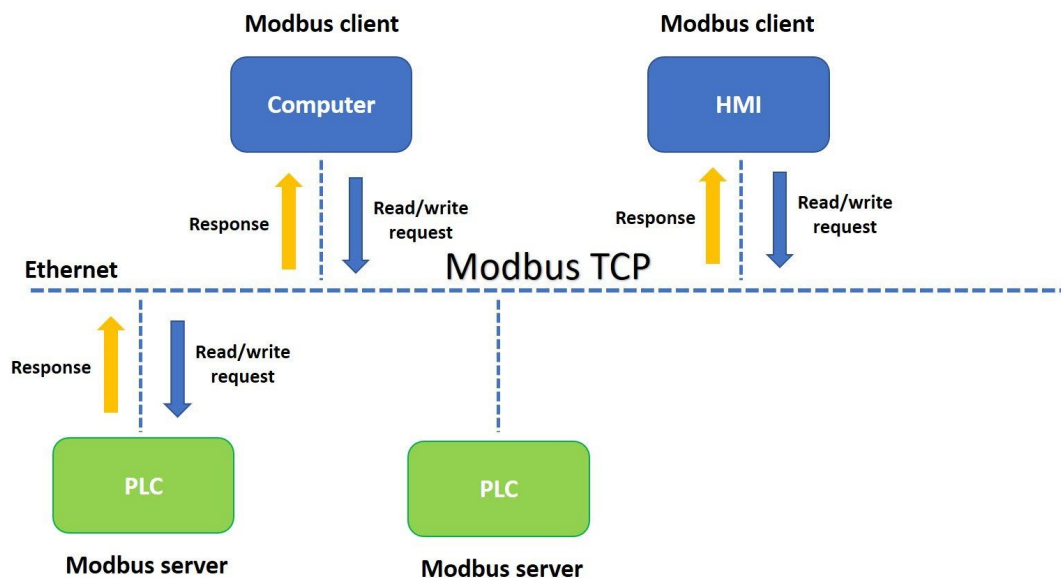 Modbus client
Modbus client
Computer
HMI
Response
Read/write
request
Response
Read/write
request
Ethernet
Modbus TCP
Response
Read/write
request
PLC
PLC
Modbus server
Modbus server